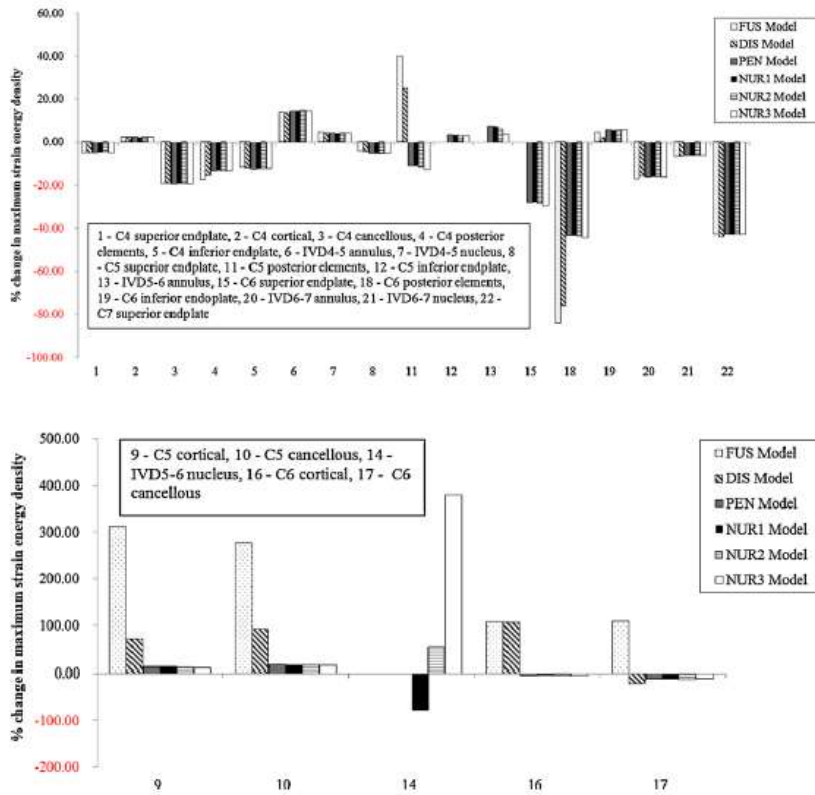 60.00
40.00
20.00
0.00
-20.00
-40.00
-60.00
-80.00
-100.00
% change in maximum strain energy density
FUS Model
DIS Model
PEN Model
NUR1 Model
NUR2 Model
NUR3 Model
1 - C4 superior endplate, 2 - C4 cortical, 3 - C4 cancellous, 4 - C4 posterior
elements, 5 - C4 inferior endplate, 6 - IVD4-5 annulus, 7 - IVD4-5 nucleus, 8
- C5 superior endplate, 11 - C5 posterior elements, 12 - C5 inferior endplate,
13 - IVD5-6 annulus, 15 - C6 superior endplate, 18 - C6 posterior elements,
19 - C6 inferior endoplate, 20 - IVD6-7 annulus, 21 - IVD6-7 nucleus, 22 -
C7 superior endplate
1 2 3 4 5 6 7 8 11 12 13 15 18 19 20 21 22
500.00
400.00
300.00
200.00
100.00
0.00
-100.00
-200.00
% change in maximum strain energy density
9 - C5 cortical, 10 - C5 cancellous, 14 -
IVD5-6 nucleus, 16 - C6 cortical, 17 - C6
cancellous
FUS Model
DIS Model
PEN Model
NUR1 Model
NUR2 Model
NUR3 Model
9 10 14 16 17